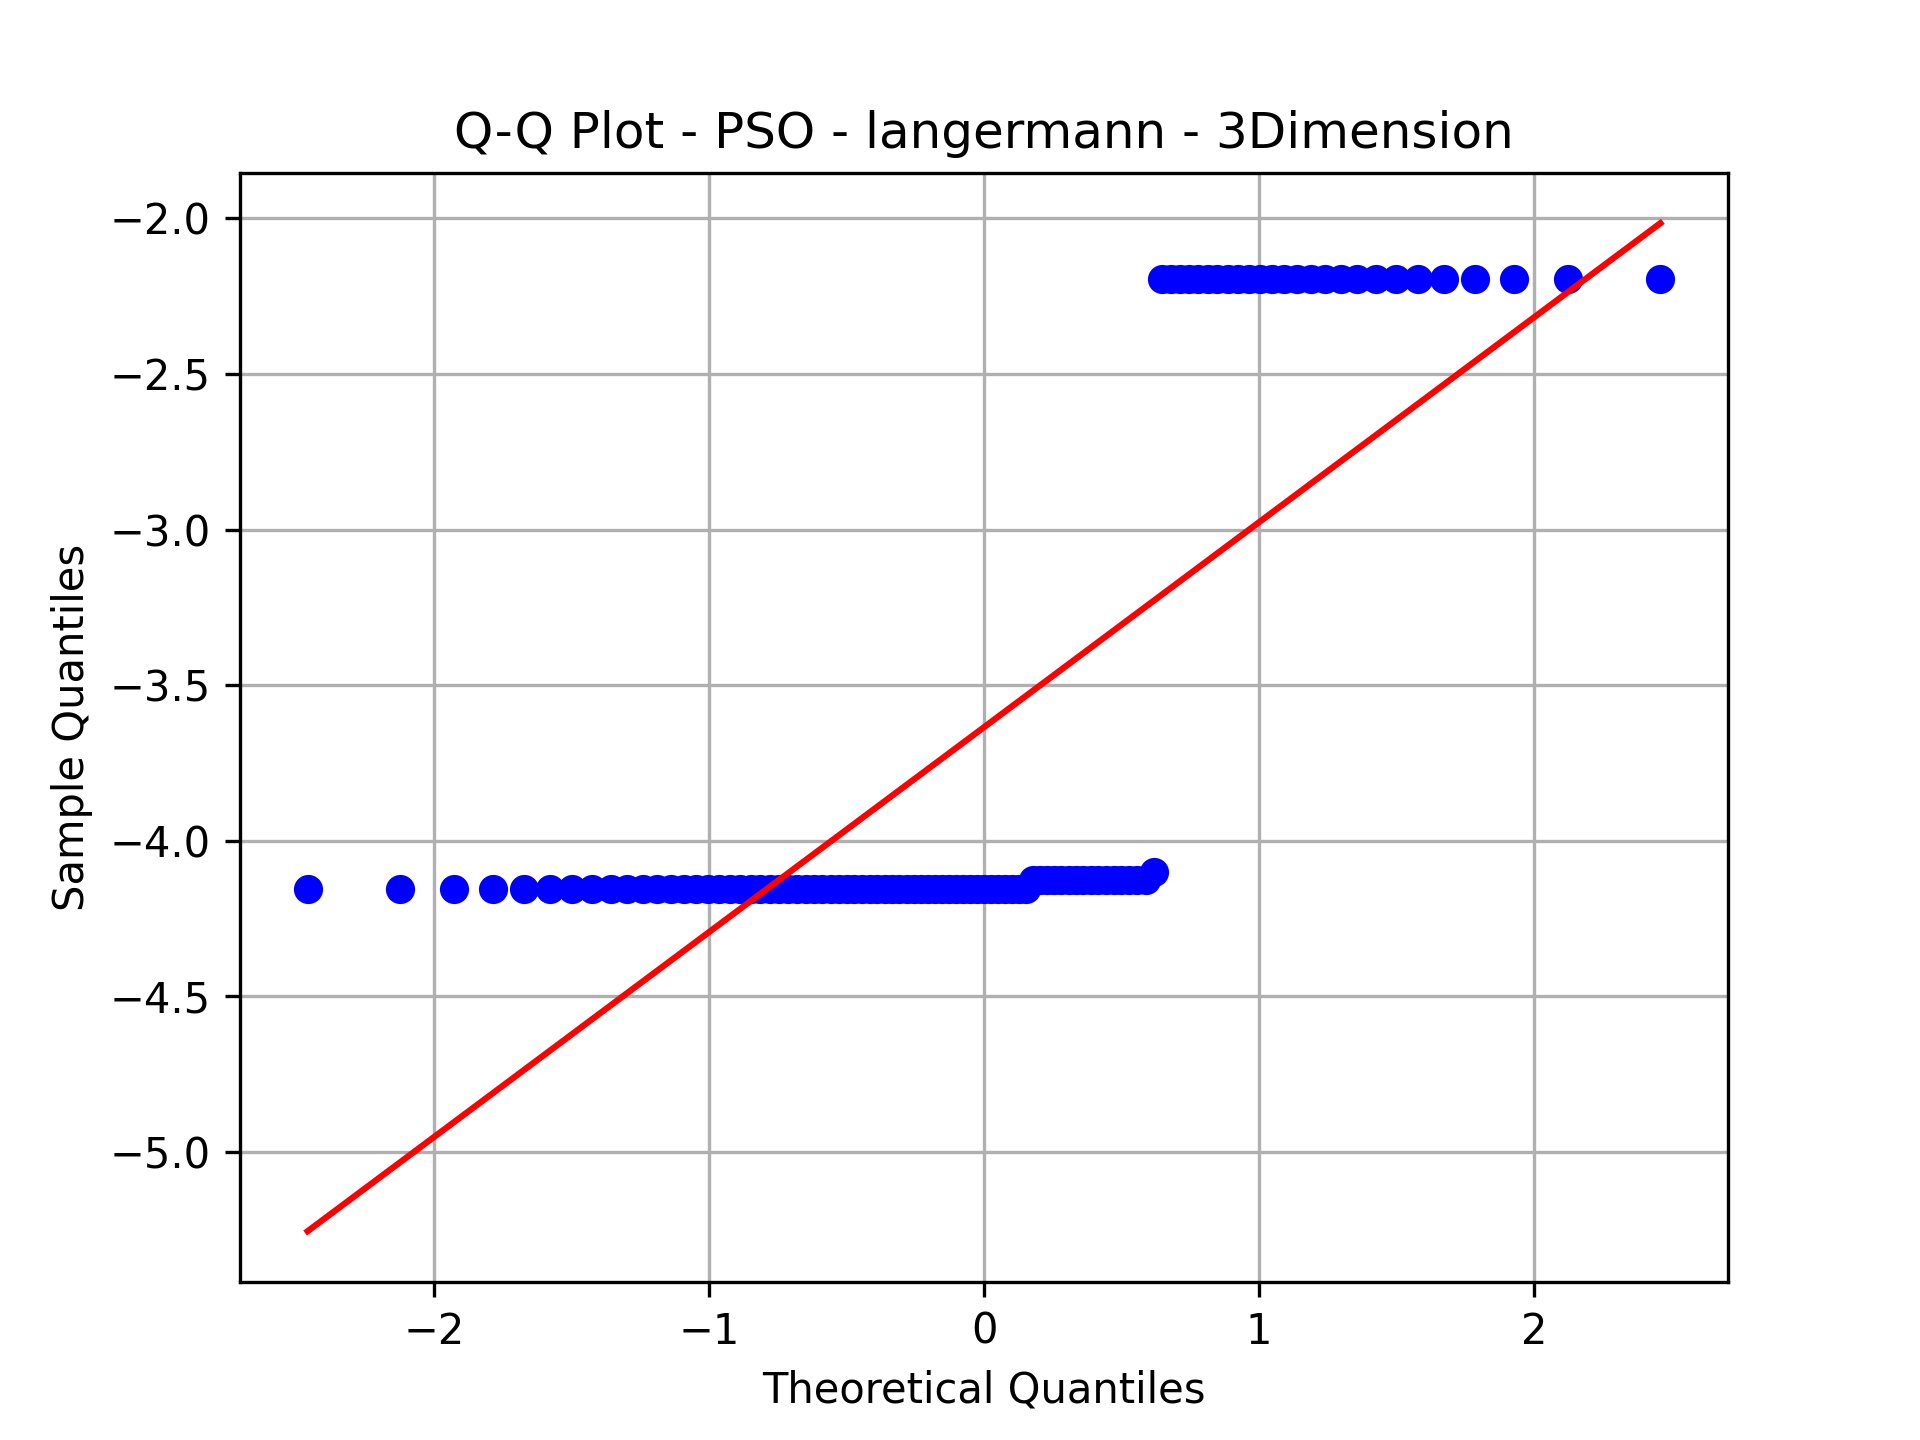 Q-Q Plot - PSO - langermann - 3Dimension
−2.0
−2.5
−3.0
−3.5
−4.0
−4.5
−5.0
Sample Quantiles
−2 −1 0 1 2
Theoretical Quantiles